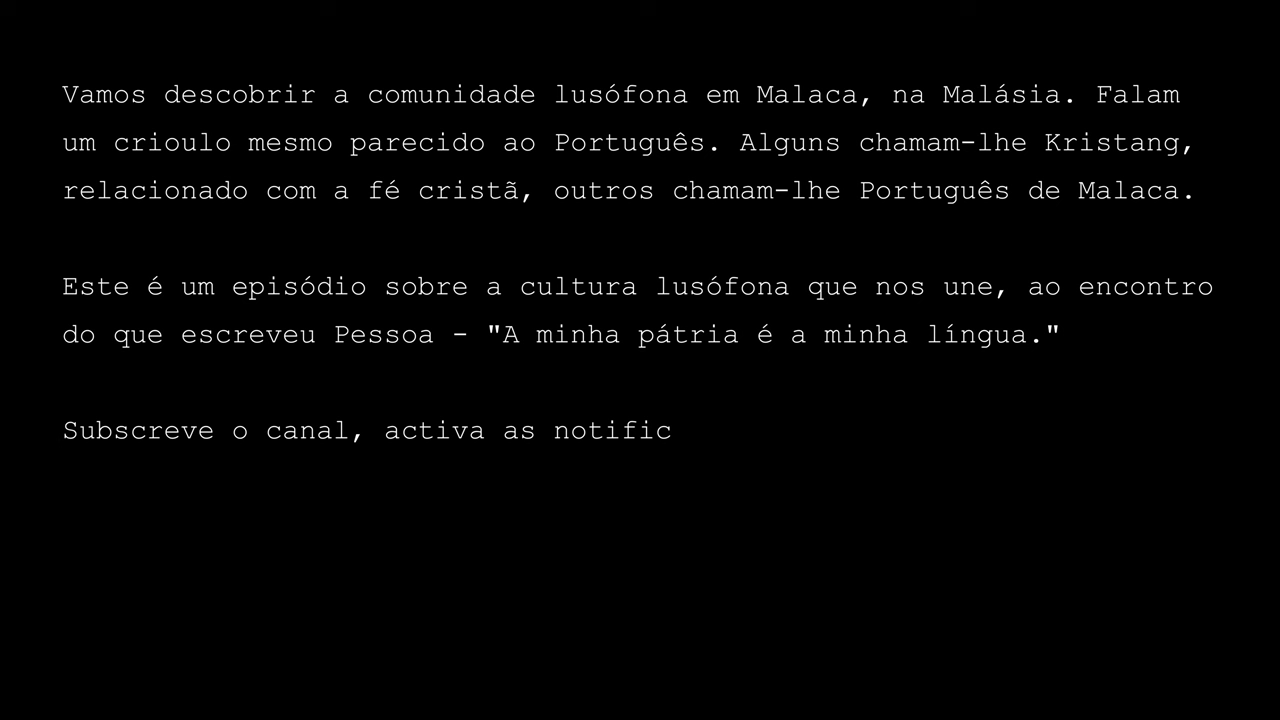 Vamos descobrir a comunidade lusófona em Malaca, na Malásia. Falam
um crioulo mesmo parecido ao Português. Alguns chamam-lhe Kristang,
relacionado com a fé cristã, outros chamam-lhe Português de Malaca.
Este é um episódio sobre a cultura lusófona que nos une, ao encontro
do que escreveu Pessoa - "A minha pátria é a minha língua."
Subscreve o canal, activa as notific